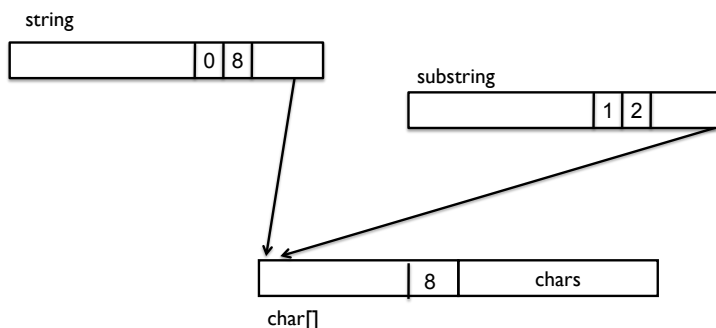 string
0 8
substring
1 2
8 chars
char[]